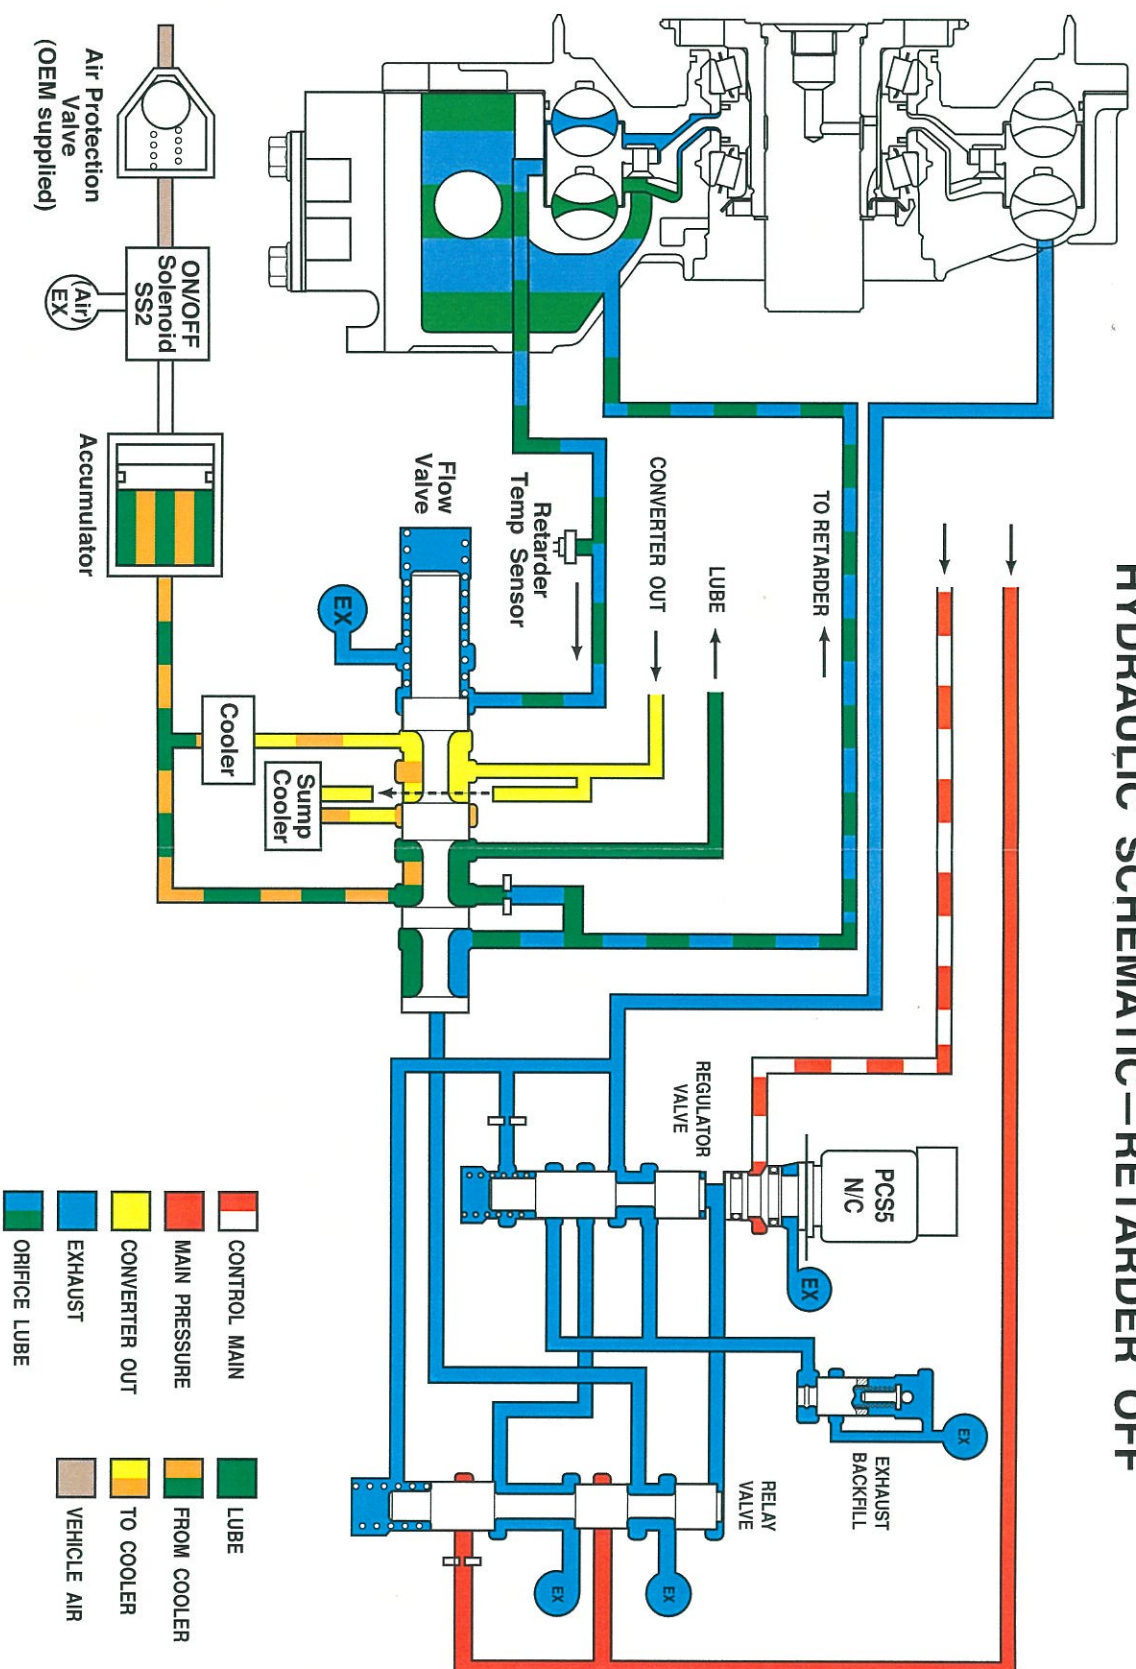 HYDRAULIC SCHEMATIC—RETARDER OFF
Air Protection
Valve
(OEM supplied)
ON/OFF
Solenoid
SS2
(Air)
EX
Accumulator
Flow
Valve
Retarder
Temp Sensor
CONVERTER OUT
LUBE
TO RETARDER
EX
Cooler
Sump
Cooler
REGULATOR
VALVE
PCS5
N/C
EX
EX
EXHAUST
BACKFILL
RELAY
VALVE
EX
EX
CONTROL MAIN
MAIN PRESSURE
CONVERTER OUT
EXHAUST
ORIFICE LUBE
LUBE
FROM COOLER
TO COOLER
VEHICLE AIR